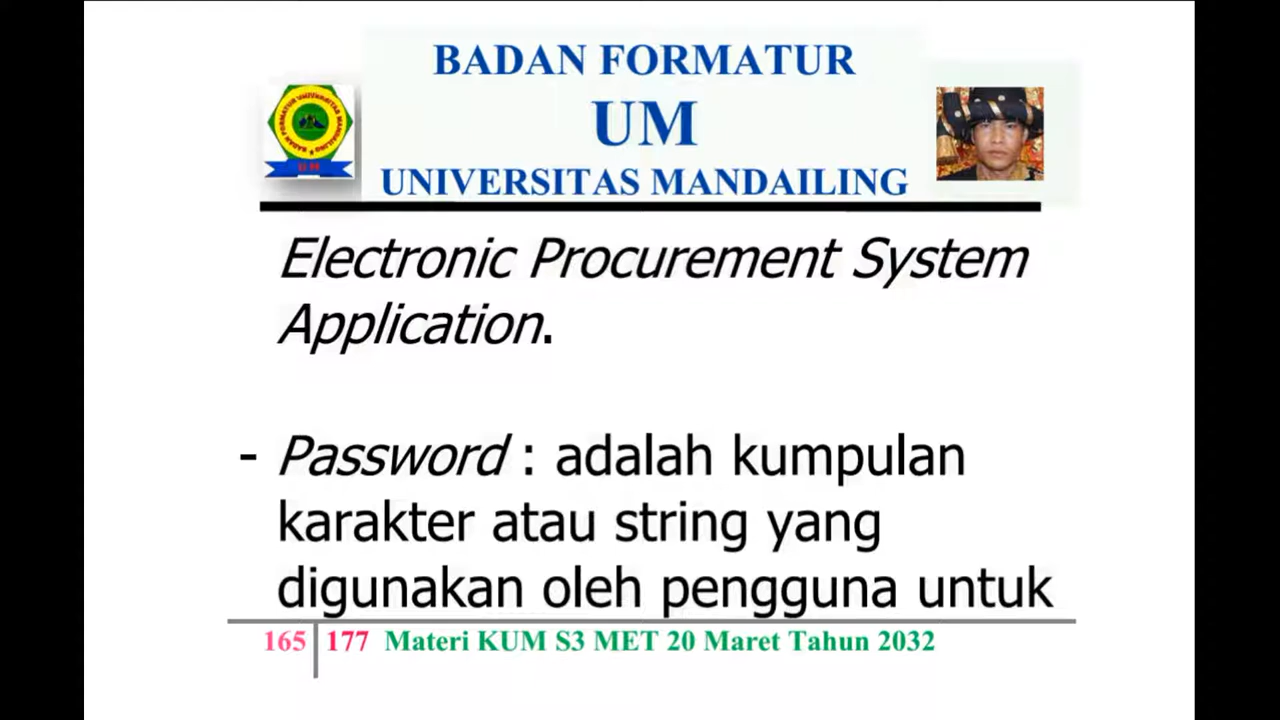 BADAN FORMATUR
UM
UNIVERSITAS MANDAILING
Electronic Procurement System
Application.
- Password : adalah kumpulan
karakter atau string yang
digunakan oleh pengguna untuk
165 177 Materi KUM S3 MET 20 Maret Tahun 2032